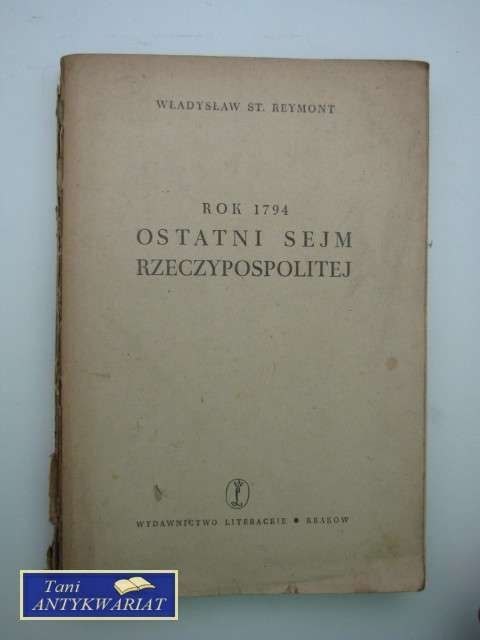 WŁADYSŁAW ST. REYMONT
ROK 1794
OSTATNI SEJM
RZECZYPOSPOLITEJ
WYDAWNICTWO LITERACKIE • KRAKÓW
Tani
ANTYKWARIAT